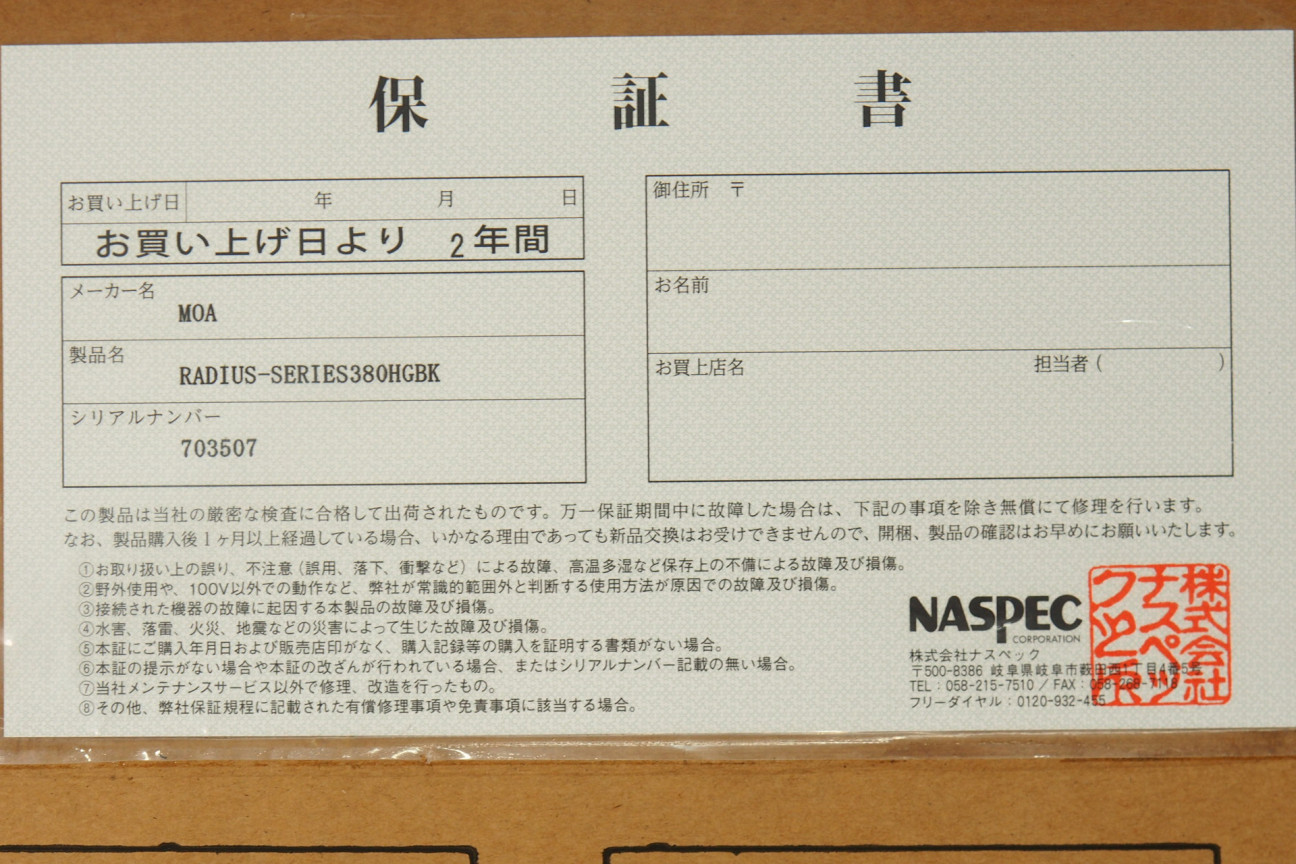 保証書
お買い上げ日 年 月 日
お買い上げ日より 2年間
メーカー名
MOA
製品名
RADIUS-SERIES380HGBK
シリアルナンバー
703507
御住所 〒
お名前
お買上店名 担当者 ( )
この製品は当社の厳密な検査に合格して出荷されたものです。万一保証期間中に故障した場合は、下記の事項を除き無償にて修理を行います。
なお、製品購入後1ヶ月以上経過している場合、いかなる理由であっても新品交換はお受けできませんので、開梱、製品の確認はお早めにお願いいたします。
①お取り扱い上の誤り、不注意（誤用、落下、衝撃など）による故障、高温多湿など保存上の不備による故障及び損傷。
②野外使用や、100V以外での動作など、弊社が常識的範囲外と判断する使用方法が原因での故障及び損傷。
③接続された機器の故障に起因する本製品の故障及び損傷。
④水害、落雷、火災、地震などの災害によって生じた故障及び損傷。
⑤本証にご購入年月日および販売店印がなく、購入記録等の購入を証明する書類がない場合。
⑥本証の提示がない場合や本証の改ざんが行われている場合、またはシリアルナンバー記載の無い場合。
⑦当社メンテナンスサービス以外で修理、改造を行ったもの。
⑧その他、弊社保証規程に記載された有償修理事項や免責事項に該当する場合。
NASPEC
CORPORATION
株式会社ナスペック
〒500-8386 岐阜県岐阜市薮田西1丁目4番5号
TEL：058-215-7510 / FAX：058-268-7118
フリーダイヤル：0120-932-455
株式会社
ナスペッ
ク